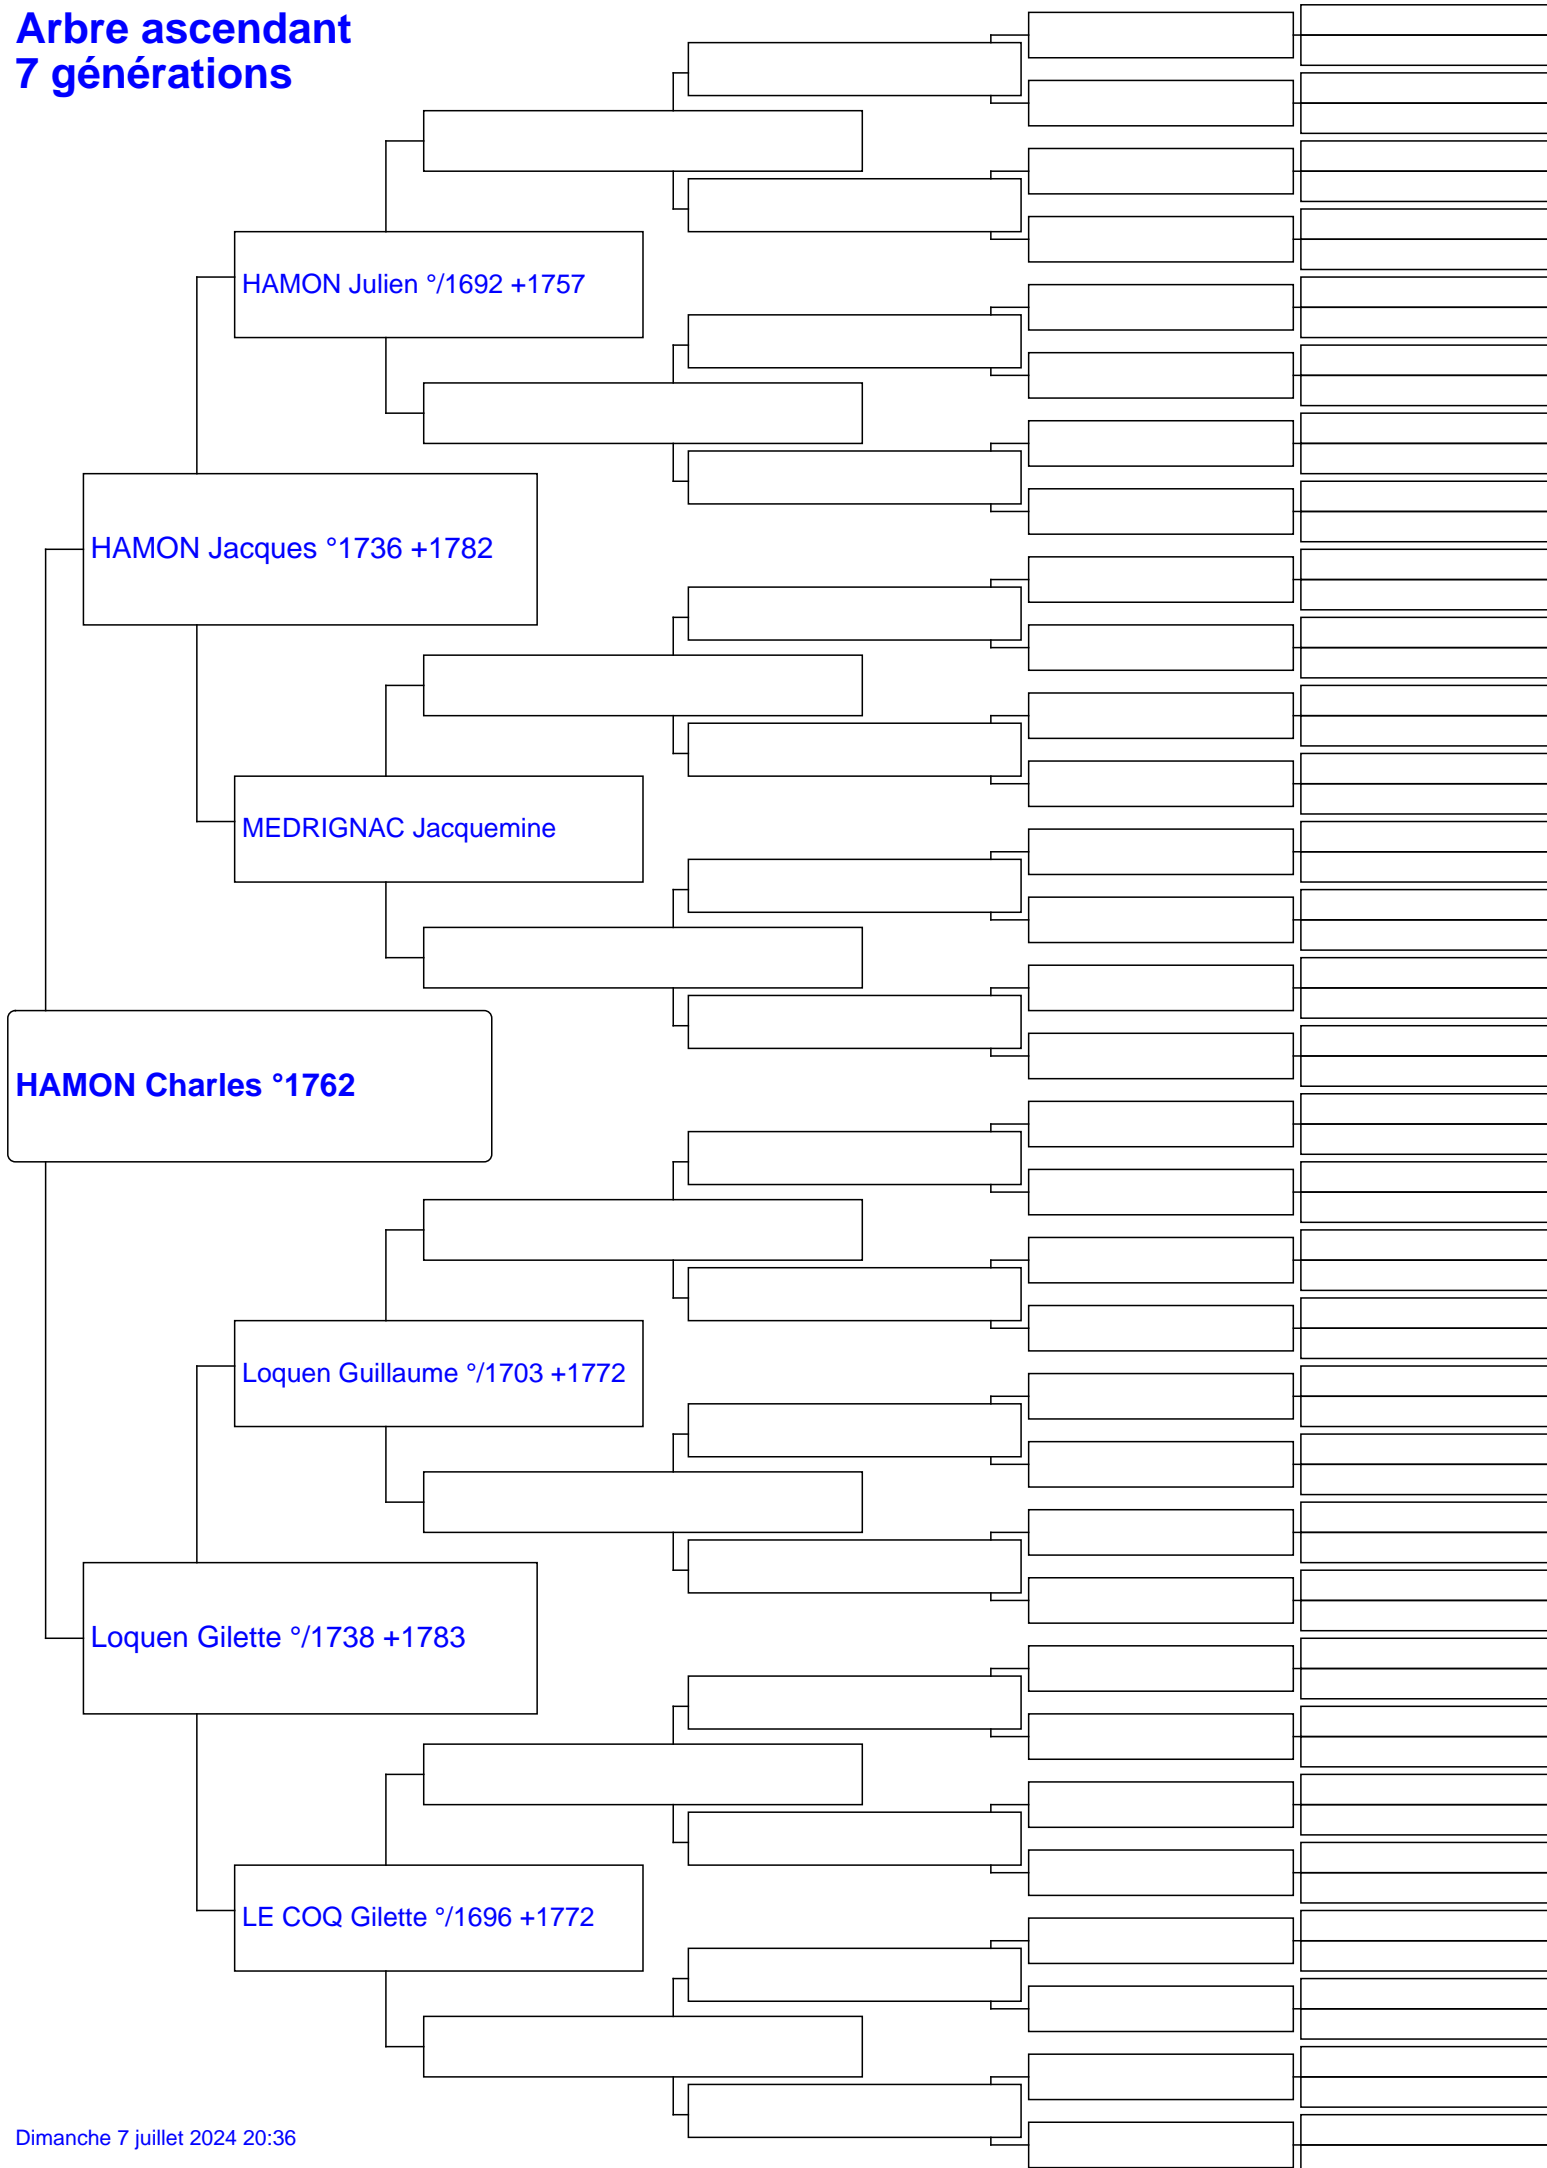 Arbre ascendant
7 générations
HAMON Julien °/1692 +1757
HAMON Jacques °1736 +1782
MEDRIGNAC Jacquemine
HAMON Charles °1762
Loquen Guillaume °/1703 +1772
Loquen Gilette °/1738 +1783
LE COQ Gilette °/1696 +1772
Dimanche 7 juillet 2024 20:36